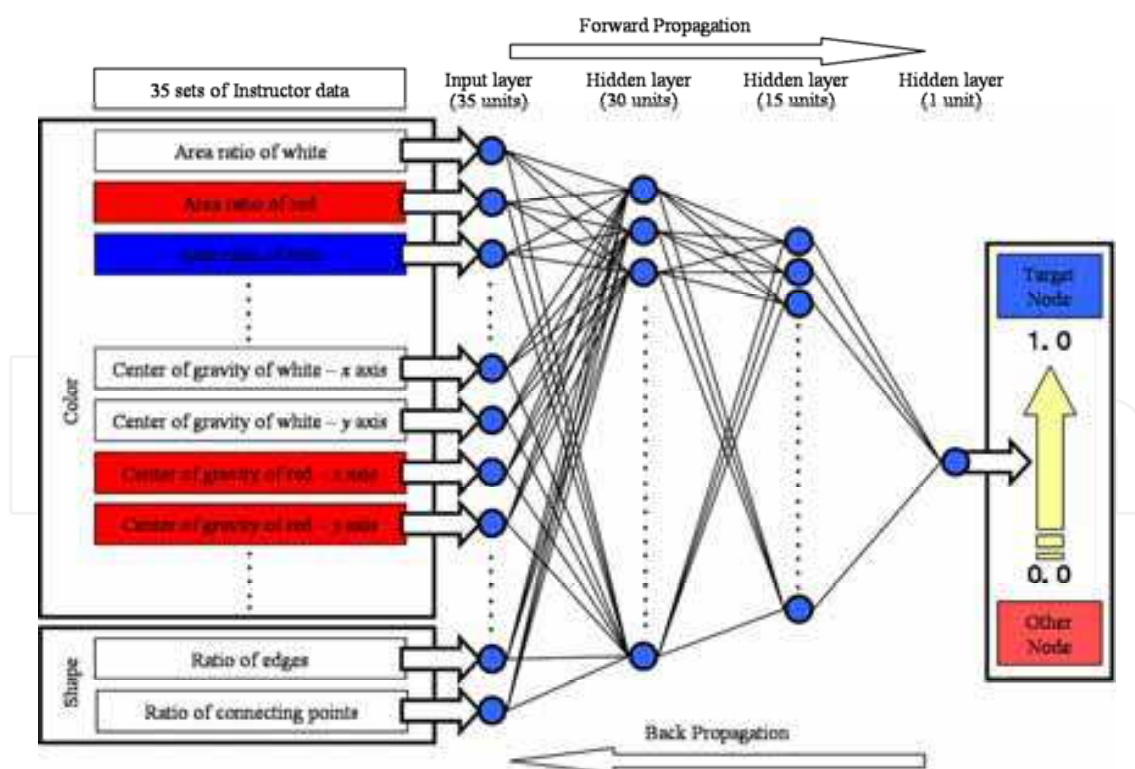 Forward Propagation
35 sets of Instructor data
Input layer
(35 units)
Hidden layer
(30 units)
Hidden layer
(15 units)
Hidden layer
(1 unit)
Color
Area ratio of white
Area ratio of red
Center of gravity of white – x axis
Center of gravity of white – y axis
Center of gravity of red – x axis
Center of gravity of red – y axis
Shape
Ratio of edges
Ratio of connecting points
Target
Node
1.0
0.0
Other
Node
Back Propagation